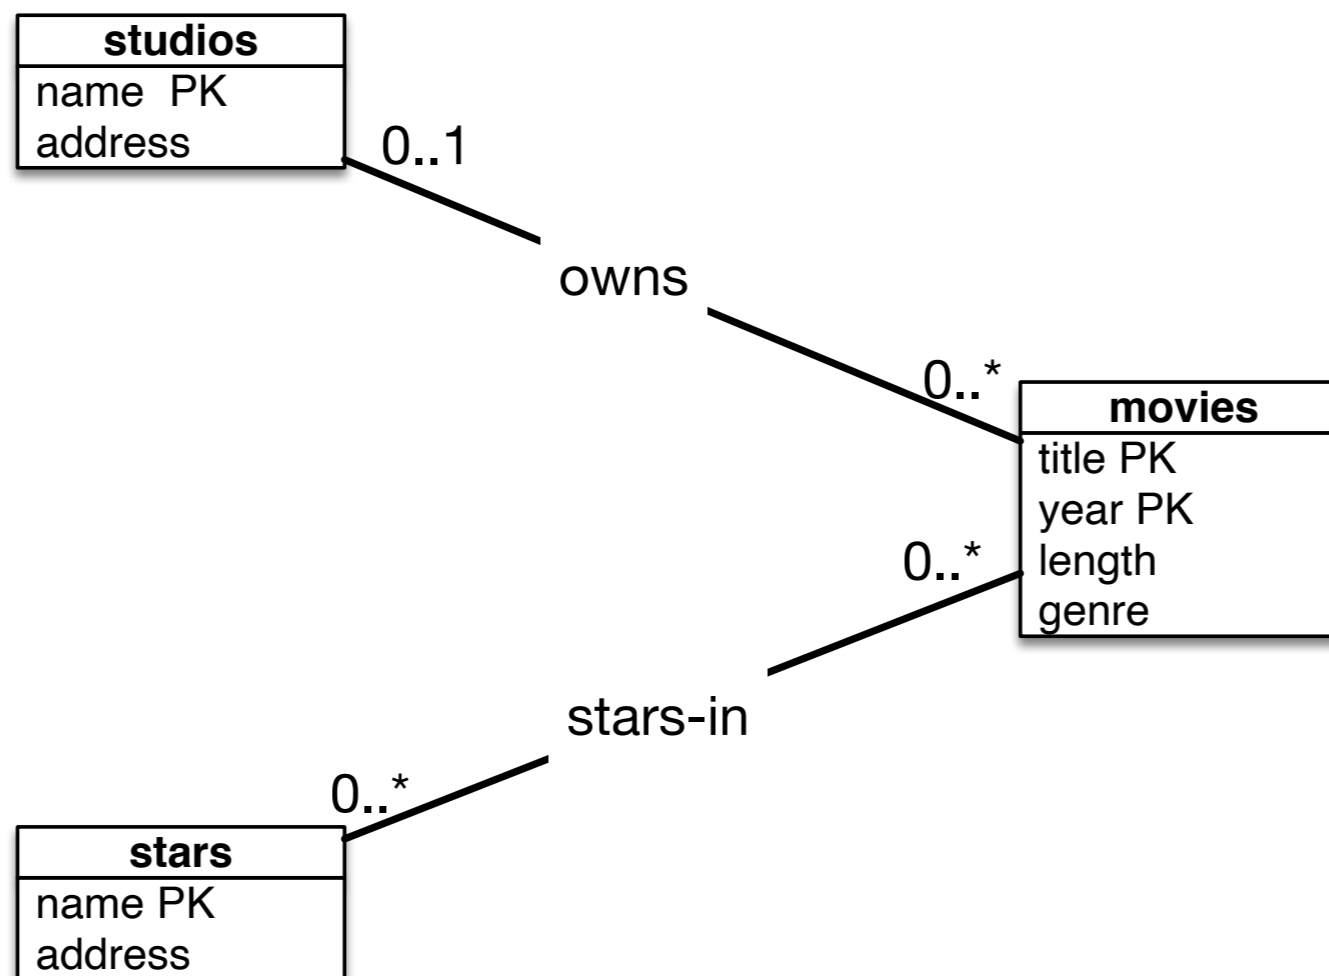 studios
name PK
address
0..1
owns
0..*
movies
title PK
year PK
length
genre
0..*
stars-in
0..*
stars
name PK
address